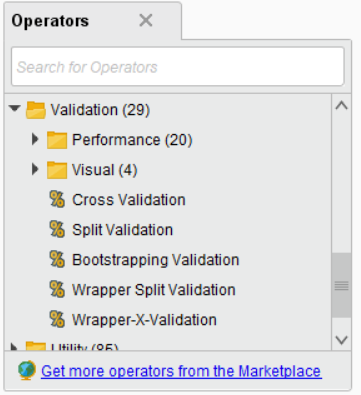 Operators
Search for Operators
Validation (29)
Performance (20)
Visual (4)
Cross Validation
Split Validation
Bootstrapping Validation
Wrapper Split Validation
Wrapper-X-Validation
Utility (85)
Get more operators from the Marketplace